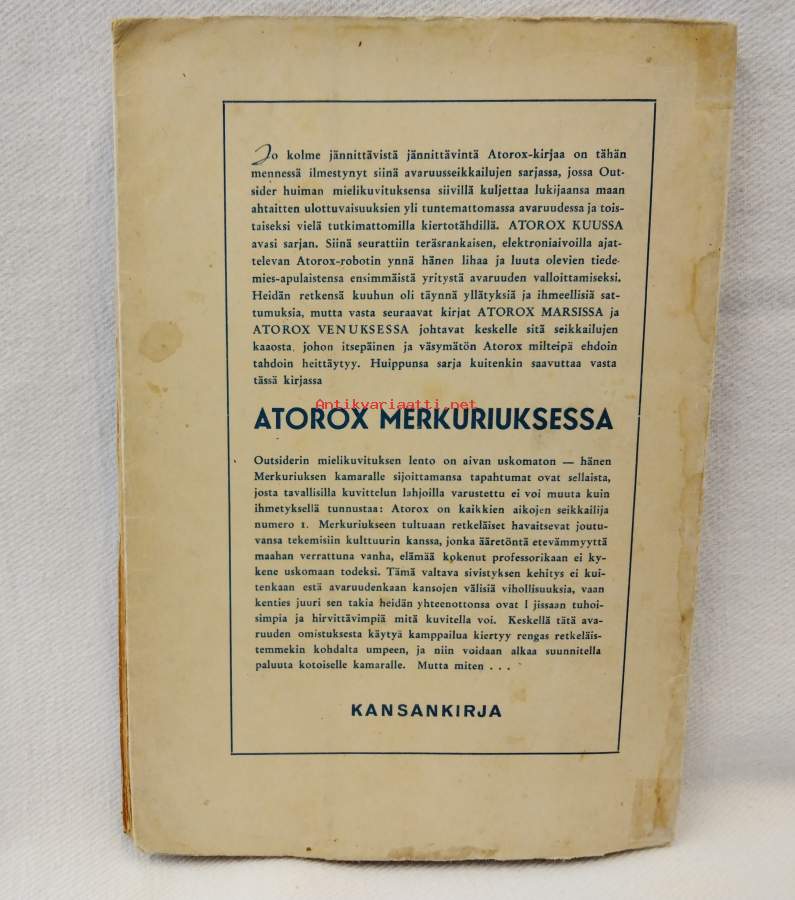 Jo kolme jännittävistä jännittävintä Atorox-kirjaa on tähän
mennessä ilmestynyt siinä avaruusseikkailujen sarjassa, jossa Out-
sider huiman mielikuvituksensa siivillä kuljettaa lukijaansa maan
ahtaitten ulottuvaisuuksien yli tuntemattomassa avaruudessa ja tois-
taiseksi vielä tutkimattomilla kiertotähdillä. ATOROX KUUSSA
avasi sarjan. Siinä seurattiin teräsrankaisen, elektroniaivoilla ajat-
televan Atorox-robotin ynnä hänen lihaa ja luuta olevien tiede-
mies-apulaistensa ensimmäistä yritystä avaruuden valloittamiseksi.
Heidän retkensä kuuhun oli täynnä yllätyksiä ja ihmeellisiä sat-
tumuksia, mutta vasta seuraavat kirjat ATOROX MARSISSA ja
ATOROX VENUKSESSA johtavat keskelle sitä seikkailujen
kaaosta, johon itsepäinen ja väsymätön Atorox milteipä ehdoin
tahdoin heittäytyy. Huippunsa sarja kuitenkin saavuttaa vasta
tässä kirjassa
Antikvariaatti.net
ATOROX MERKURIUKSESSA
Outsiderin mielikuvituksen lento on aivan uskomaton — hänen
Merkuriuksen kamaralle sijoittamansa tapahtumat ovat sellaista,
josta tavallisilla kuvittelun lahjoilla varustettu ei voi muuta kuin
ihmetyksellä tunnustaa: Atorox on kaikkien aikojen seikkailija
numero 1. Merkuriukseen tultuaan retkeläiset havaitsevat joutu-
vansa tekemisiin kulttuurin kanssa, jonka ääretöntä etevämmyyttä
maahan verrattuna vanha, elämää kokenut professorikaan ei ky-
kene uskomaan todeksi. Tämä valtava sivistyksen kehitys ei kui-
tenkaan estä avaruudenkaan kansojen välisiä vihollisuuksia, vaan
kenties juuri sen takia heidän yhteenottonsa ovat l jissaan tuhoi-
simpia ja hirvittävimpiä mitä kuvitella voi. Keskellä tätä ava-
ruuden omistuksesta käytyä kamppailua kiertyy rengas retkeläis-
temmekin kohdalta umpeen, ja niin voidaan alkaa suunnitella
paluuta kotoiselle kamaralle. Mutta miten . . .
KANSANKIRJA